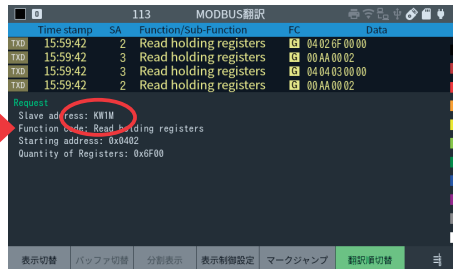 0 113 MODBUS翻訳
Time stamp SA Function/Sub-Function FC Data
TXD 15:59:42 2 Read holding registers G 04 02 6F 00 00
TXD 15:59:42 3 Read holding registers G 00 AA 00 02
TXD 15:59:42 3 Read holding registers G 04 04 03 00 00
TXD 15:59:42 2 Read holding registers G 00 AA 00 02
Request
Slave address: KW1M
Function code: Read holding registers
Starting address: 0x0402
Quantity of Registers: 0x6F00
表示切替 バッファ切替 分割表示 表示制御設定 マークジャンプ 翻訳順切替